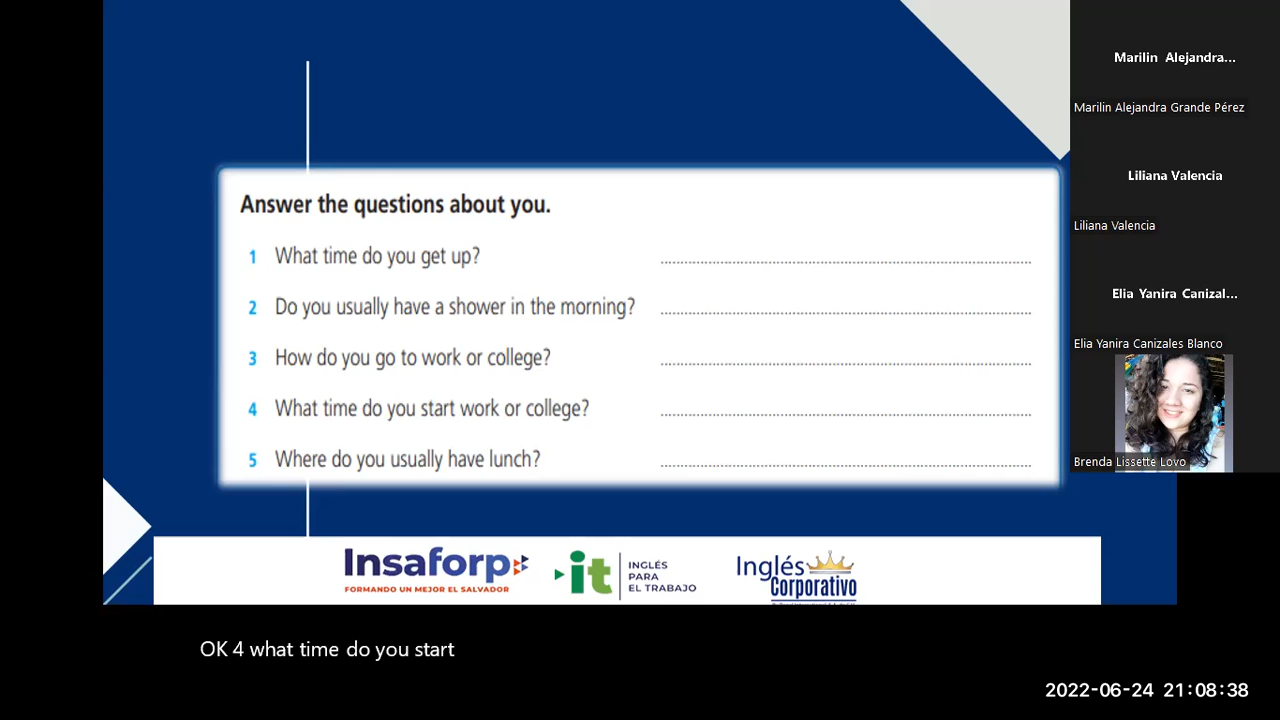 Answer the questions about you.
1 What time do you get up?
2 Do you usually have a shower in the morning?
3 How do you go to work or college?
4 What time do you start work or college?
5 Where do you usually have lunch?
Insaforp
FORMANDO UN MEJOR EL SALVADOR
it
INGLÉS
PARA
EL TRABAJO
Inglés
Corporativo
Marilin Alejandra...
Marilin Alejandra Grande Pérez
Liliana Valencia
Liliana Valencia
Elia Yanira Canizal...
Elia Yanira Canizales Blanco
Brenda Lissette Lovo
OK 4 what time do you start
2022-06-24 21:08:38